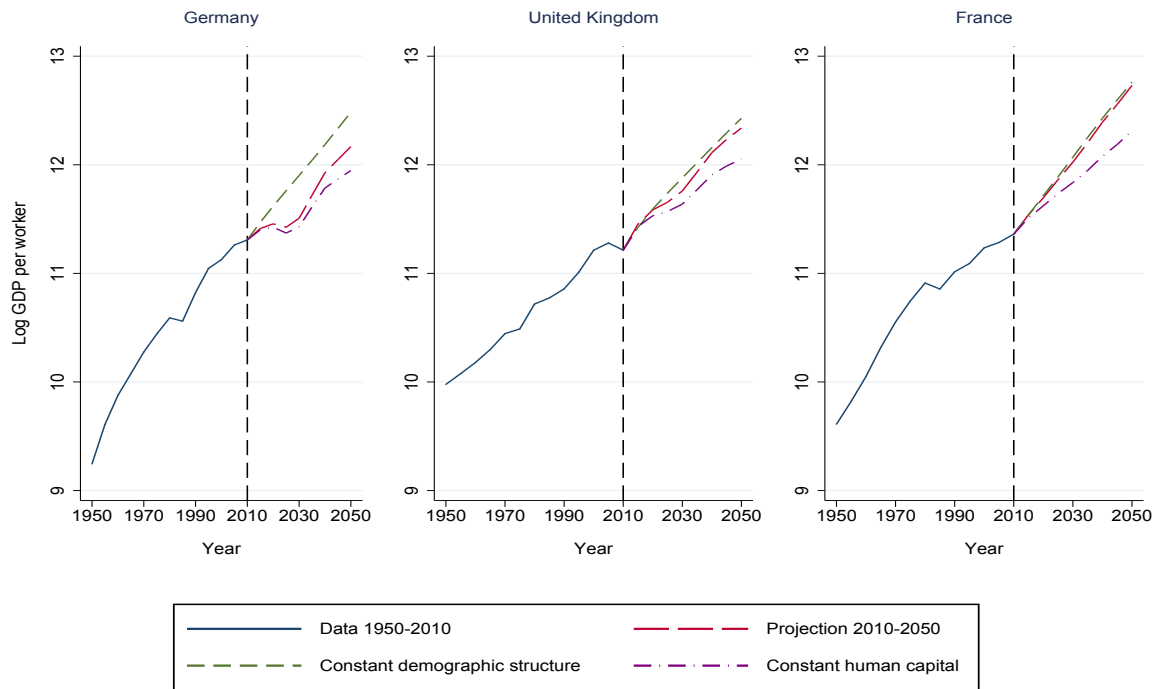 Germany
United Kingdom
France
Log GDP per worker
13
12
11
10
9
1950 1970 1990 2010 2030 2050
Year
13
12
11
10
9
1950 1970 1990 2010 2030 2050
Year
13
12
11
10
9
1950 1970 1990 2010 2030 2050
Year
Data 1950-2010
Projection 2010-2050
Constant demographic structure
Constant human capital